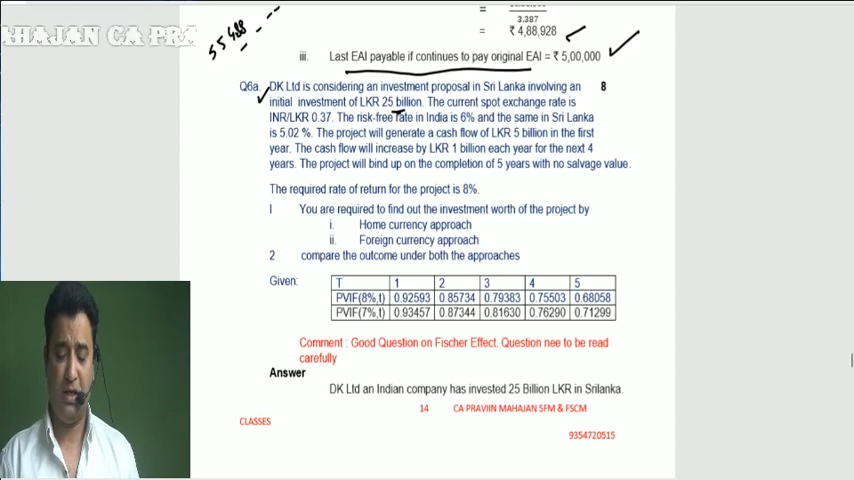 MAHAJAN CA PRA
55488
=
3.387
= ₹ 4,88,928
iii. Last EAI payable if continues to pay original EAI = ₹ 5,00,000
Q6a. DK Ltd is considering an investment proposal in Sri Lanka involving an 8
initial investment of LKR 25 billion. The current spot exchange rate is
INR/LKR 0.37. The risk-free rate in India is 6% and the same in Sri Lanka
is 5.02 %. The project will generate a cash flow of LKR 5 billion in the first
year. The cash flow will increase by LKR 1 billion each year for the next 4
years. The project will bind up on the completion of 5 years with no salvage value.
The required rate of return for the project is 8%.
I You are required to find out the investment worth of the project by
i. Home currency approach
ii. Foreign currency approach
2 compare the outcome under both the approaches
Given: T 1 2 3 4 5
PVIF(8%,t) 0.92593 0.85734 0.79383 0.75503 0.68058
PVIF(7%,t) 0.93457 0.87344 0.81630 0.76290 0.71299
Comment : Good Question on Fischer Effect. Question nee to be read
carefully
Answer
DK Ltd an Indian company has invested 25 Billion LKR in Srilanka.
14 CA PRAVIIN MAHAJAN SFM & FSCM
CLASSES
9354720515